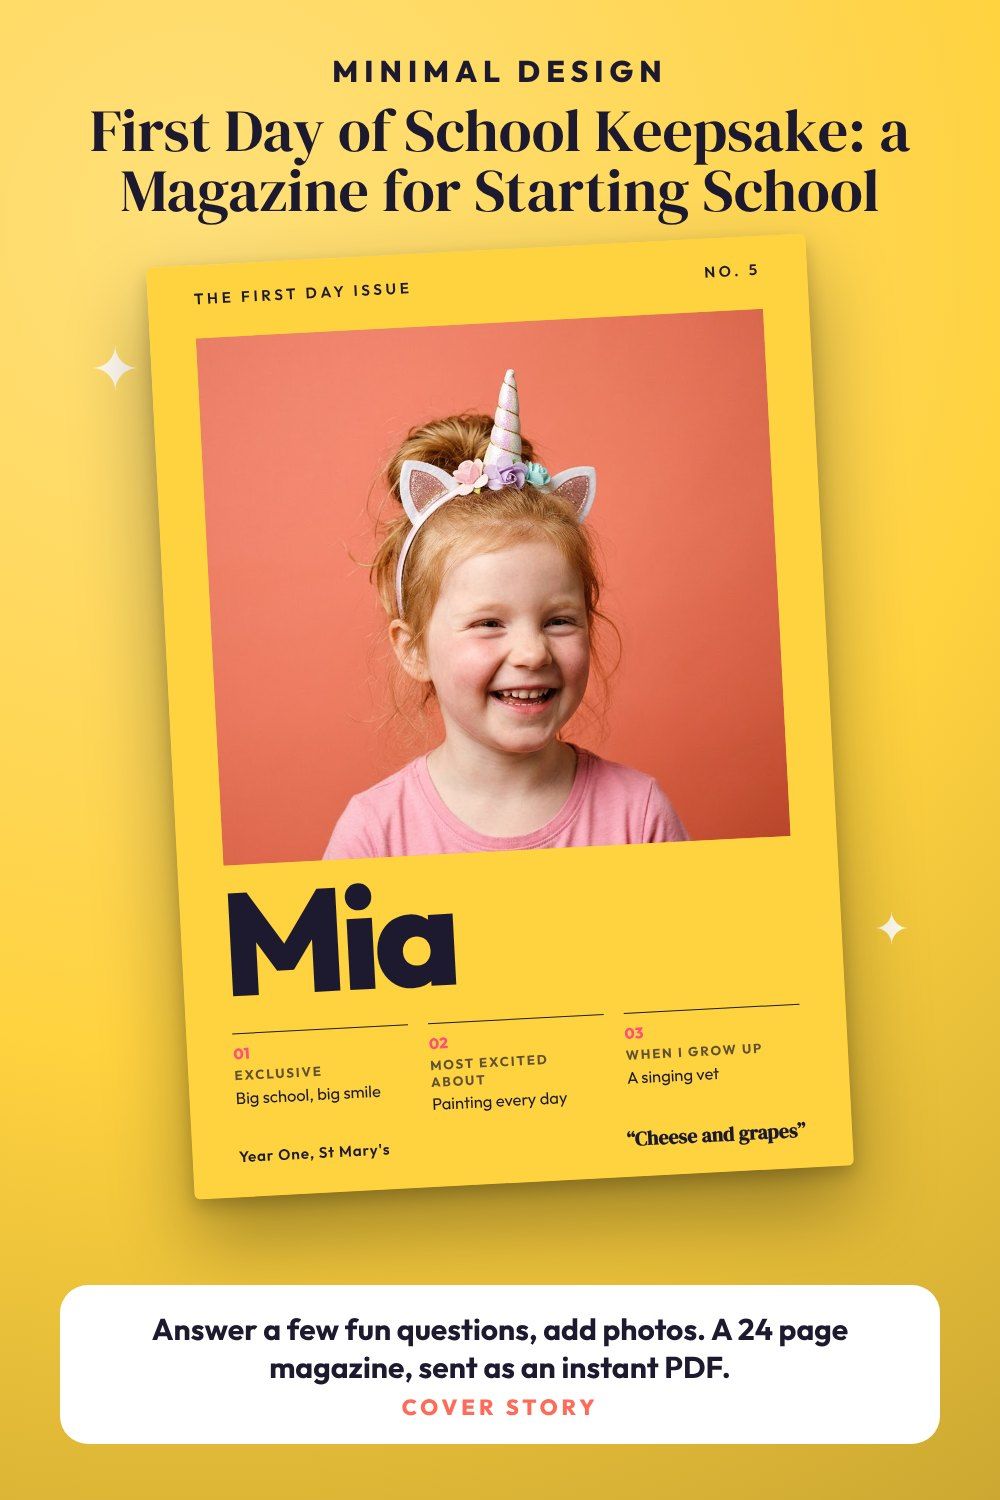 MINIMAL DESIGN
First Day of School Keepsake: a
Magazine for Starting School
THE FIRST DAY ISSUE
NO. 5
Mia
01
EXCLUSIVE
Big school, big smile
02
MOST EXCITED
ABOUT
Painting every day
03
WHEN I GROW UP
A singing vet
Year One, St Mary's
“Cheese and grapes”
Answer a few fun questions, add photos. A 24 page
magazine, sent as an instant PDF.
COVER STORY